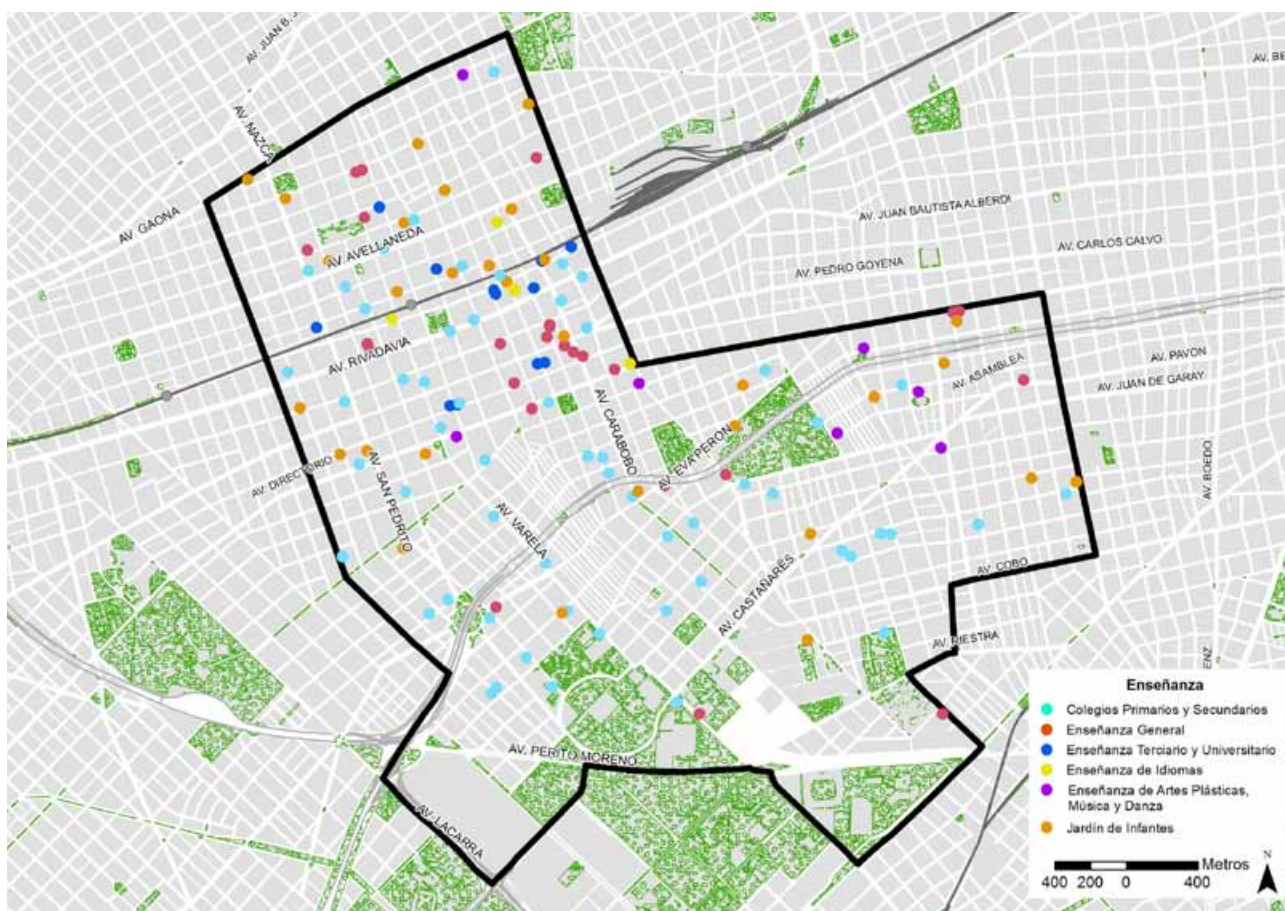 AV. JUAN B. J
AV. BE
AV. NAZCA
AV. GAONA
AV. JUAN BAUTISTA ALBERDI
AV. AVELLANEDA
AV. CARLOS CALVO
AV. PEDRO GOYENA
AV. RIVADAVIA
AV. PAVON
AV. ASAMBLEA
AV. JUAN DE GARAY
AV. CARABOBO
AV. EVA PERON
AV. BOEDO
AV. DIRECTORIO
AV. SAN PEDRITO
AV. VARELA
AV. COBO
AV. CASTAÑARÉS
AV. RIESTRA
ENZ
AV. PERITO MORENO
AV. LACARRA
Enseñanza
Colegios Primarios y Secundarios
Enseñanza General
Enseñanza Terciario y Universitario
Enseñanza de Idiomas
Enseñanza de Artes Plásticas,
Música y Danza
Jardín de Infantes
Metros
400 200 0 400
N